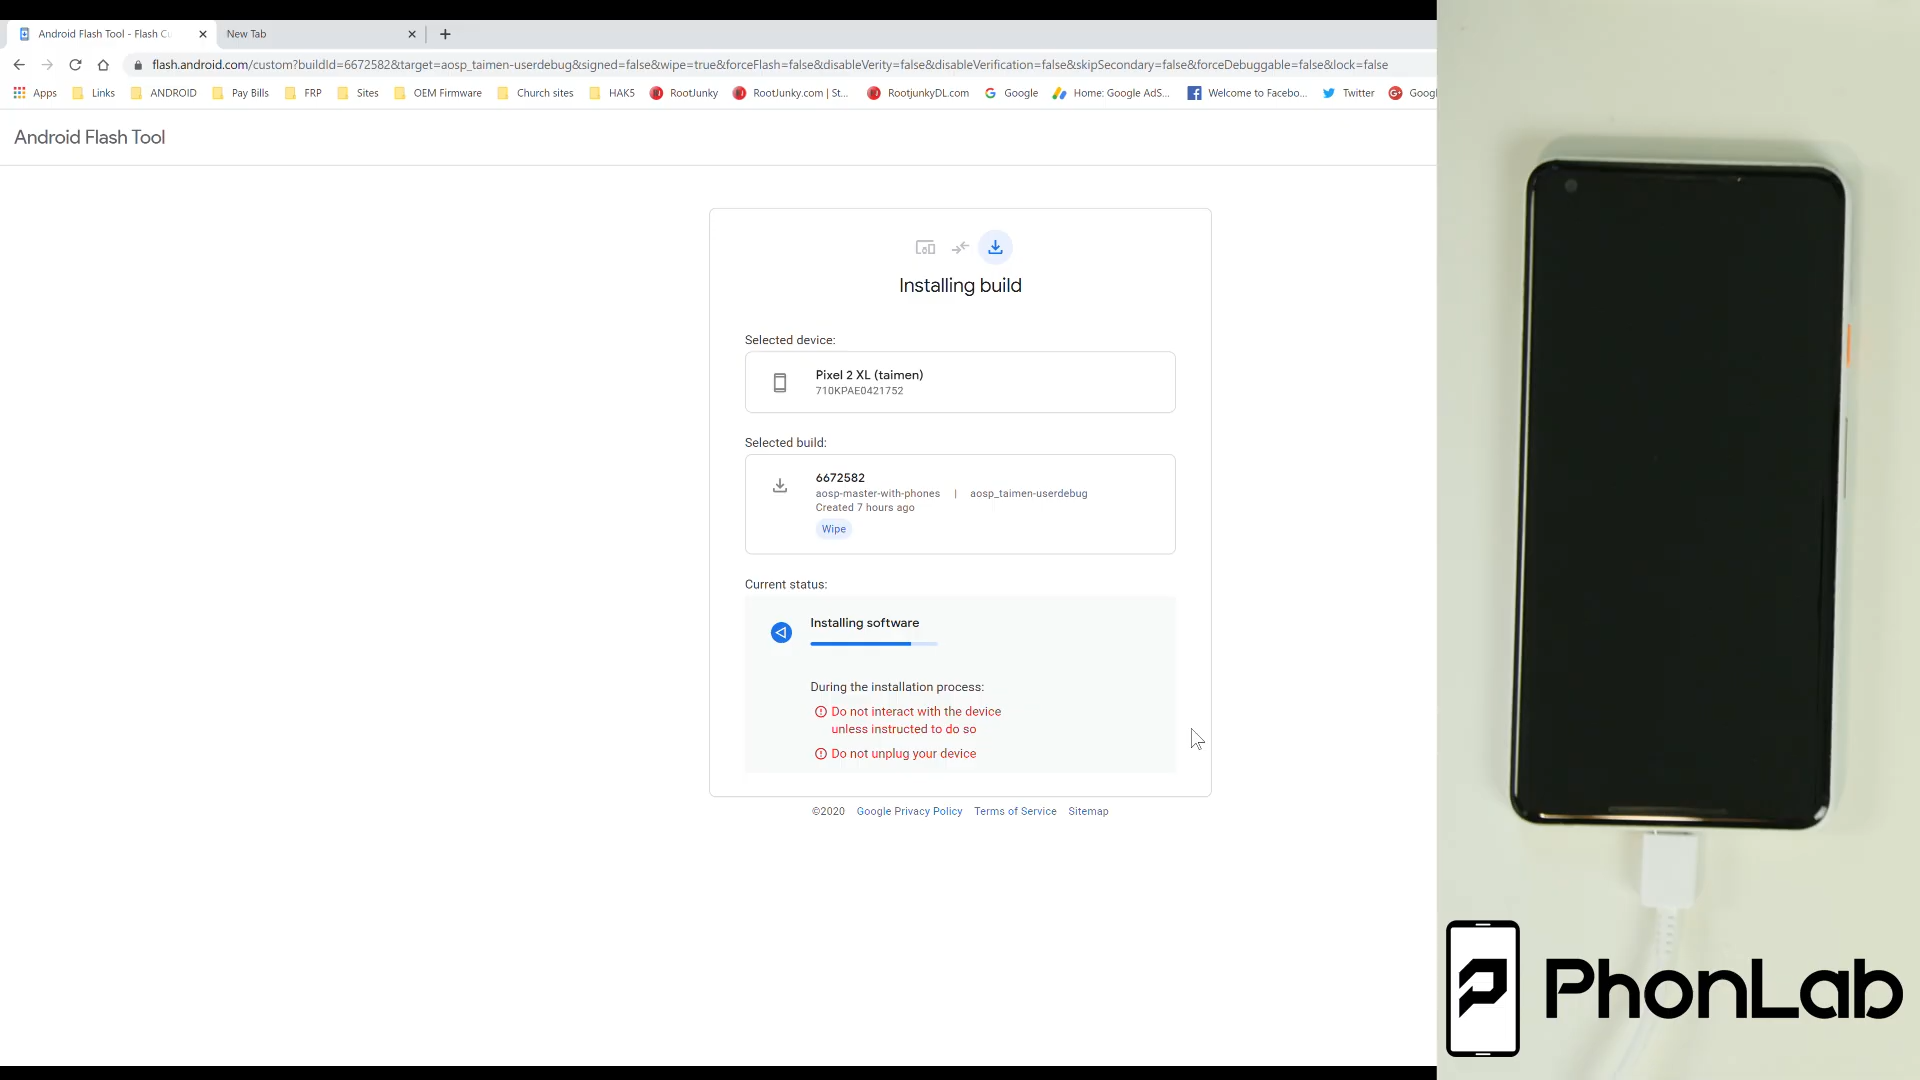 Android Flash Tool - Flash Cu
New Tab
flash.android.com/custom?buildId=6672582&target=aosp_taimen-userdebug&signed=false&wipe=true&forceFlash=false&disableVerity=false&disableVerification=false&skipSecondary=false&forceDebuggable=false&lock=false
Apps Links ANDROID Pay Bills FRP Sites OEM Firmware Church sites HAK5 RootJunky RootJunky.com | St... RootjunkyDL.com Google Home: Google AdS... Welcome to Facebo... Twitter Googl
Android Flash Tool
Installing build
Selected device:
Pixel 2 XL (taimen)
710KPAE0421752
Selected build:
6672582
aosp-master-with-phones | aosp_taimen-userdebug
Created 7 hours ago
Wipe
Current status:
Installing software
During the installation process:
Do not interact with the device
unless instructed to do so
Do not unplug your device
©2020 Google Privacy Policy Terms of Service Sitemap
PhonLab